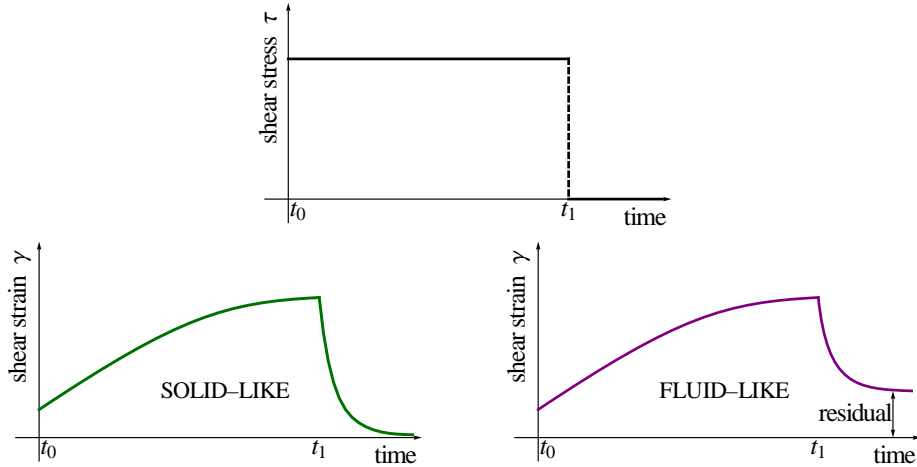 shear stress τ
t0
t1
time
shear strain γ
SOLID–LIKE
t0
t1
time
shear strain γ
FLUID–LIKE
residual
t0
t1
time